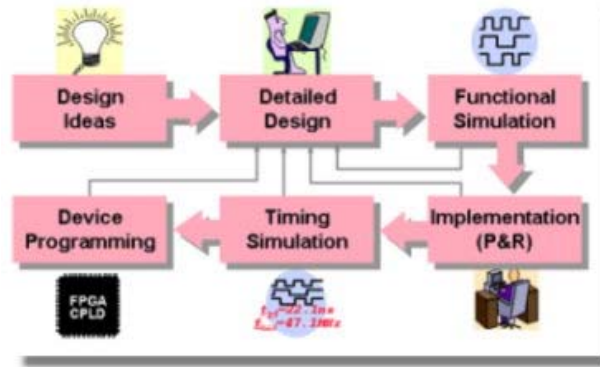 Design
Ideas
Detailed
Design
Functional
Simulation
Device
Programming
Timing
Simulation
Implementation
(P&R)
FPGA
CPLD